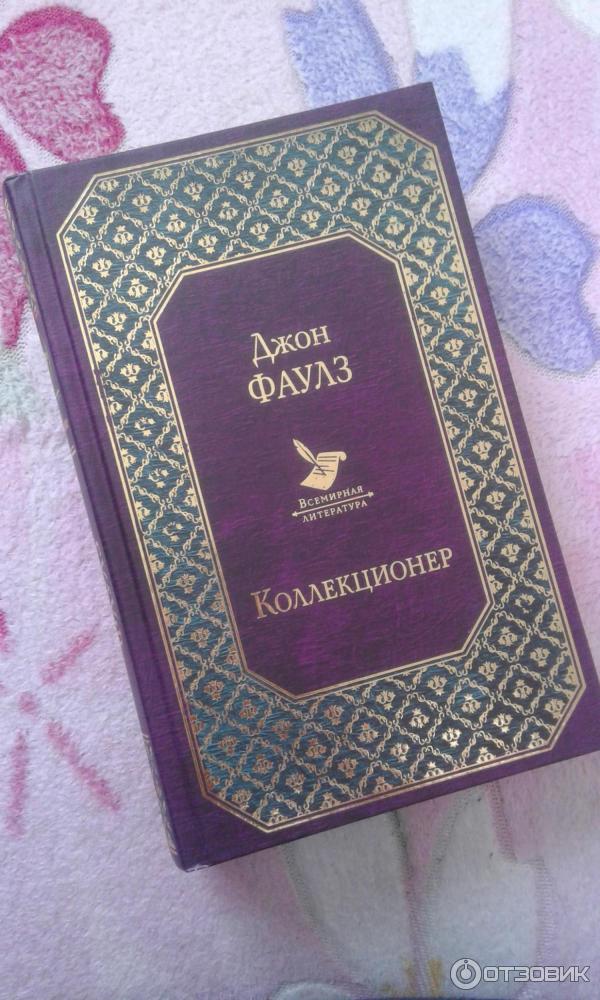 Джон
ФАУЛЗ
Всемирная
литература
Коллекционер
ОТЗОВИК